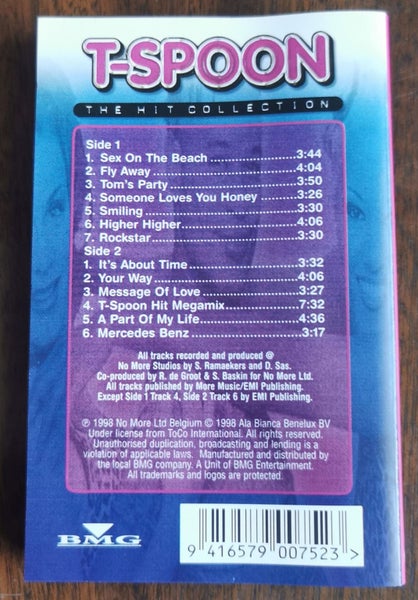 T-SPOON
THE HIT COLLECTION
Side 1
1. Sex On The Beach ........................3:44
2. Fly Away ........................................4:04
3. Tom's Party ...................................3:50
4. Someone Loves You Honey .........3:26
5. Smiling ..........................................3:30
6. Higher Higher................................4:06
7. Rockstar ........................................3:30
Side 2
1. It's About Time ..............................3:32
2. Your Way .......................................4:06
3. Message Of Love ..........................3:27
4. T-Spoon Hit Megamix ...................7:32
5. A Part Of My Life...........................4:36
6. Mercedes Benz .............................3:17
All tracks recorded and produced @
No More Studios by S. Ramaekers and D. Sas.
Co-produced by R. de Groot & S. Baskin for No More Ltd.
All tracks published by More Music/EMI Publishing.
Except Side 1 Track 4, Side 2 Track 6 by EMI Publishing.
℗ 1998 No More Ltd Belgium © 1998 Ala Bianca Benelux BV
Under license from ToCo International. All rights reserved.
Unauthorised duplication, broadcasting and lending is a
violation of applicable laws. Manufactured and distributed by
the local BMG company. A Unit of BMG Entertainment.
All trademarks and logos are protected.
BMG
9 416579 007523 >